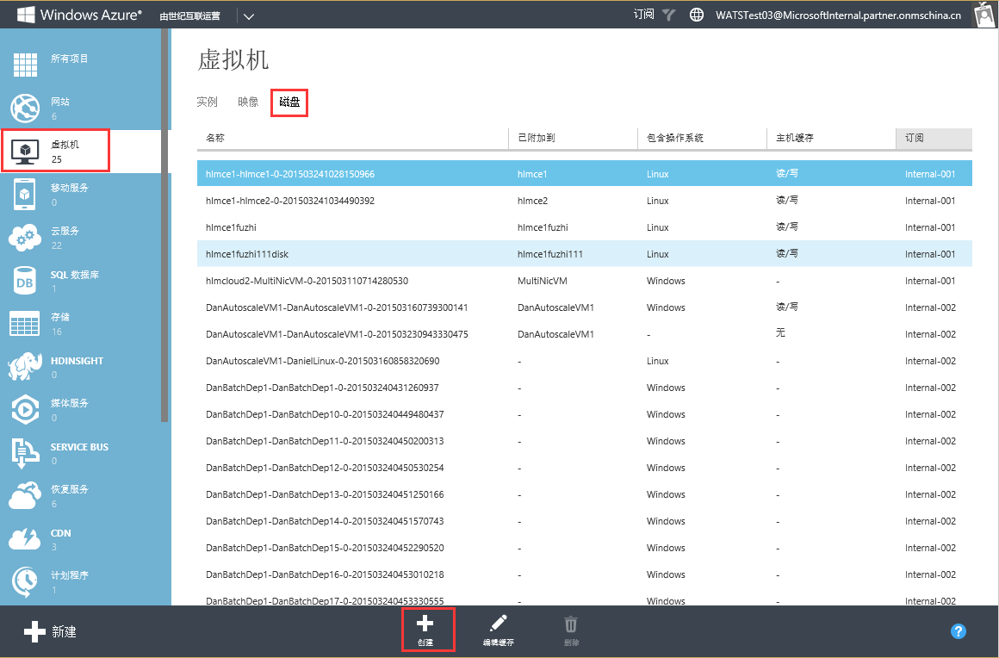 Windows Azure® 由世纪互联运营 订阅 WATSTest03@MicrosoftInternal.partner.onmschina.cn
所有项目
网站
6
虚拟机
25
移动服务
0
云服务
22
SQL 数据库
1
存储
16
HDINSIGHT
0
媒体服务
0
SERVICE BUS
0
恢复服务
6
CDN
3
计划程序
1
虚拟机
实例 映像 磁盘
名称 已附加到 包含操作系统 主机缓存 订阅
hlmce1-hlmce1-0-201503241028150966 hlmce1 Linux 读/写 Internal-001
hlmce1-hlmce2-0-201503241034490392 hlmce2 Linux 读/写 Internal-001
hlmce1fuzhi hlmce1fuzhi Linux 读/写 Internal-001
hlmce1fuzhi111disk hlmce1fuzhi111 Linux 读/写 Internal-001
hlmcloud2-MultiNicVM-0-201503110714280530 MultiNicVM Windows - Internal-001
DanAutoscaleVM1-DanAutoscaleVM1-0-201503160739300141 DanAutoscaleVM1 Windows 读/写 Internal-002
DanAutoscaleVM1-DanAutoscaleVM1-0-201503230943330475 DanAutoscaleVM1 - 无 Internal-002
DanAutoscaleVM1-DanielLinux-0-201503160858320690 - Linux - Internal-002
DanBatchDep1-DanBatchDep1-0-201503240431260937 - Windows - Internal-002
DanBatchDep1-DanBatchDep10-0-201503240449480437 - Windows - Internal-002
DanBatchDep1-DanBatchDep11-0-201503240450200313 - Windows - Internal-002
DanBatchDep1-DanBatchDep12-0-201503240450530254 - Windows - Internal-002
DanBatchDep1-DanBatchDep13-0-201503240451250166 - Windows - Internal-002
DanBatchDep1-DanBatchDep14-0-201503240451570743 - Windows - Internal-002
DanBatchDep1-DanBatchDep15-0-201503240452290520 - Windows - Internal-002
DanBatchDep1-DanBatchDep16-0-201503240453010218 - Windows - Internal-002
DanBatchDep1-DanBatchDep17-0-201503240453330555 - Windows - Internal-002
新建 创建 编辑缓存 删除 ?